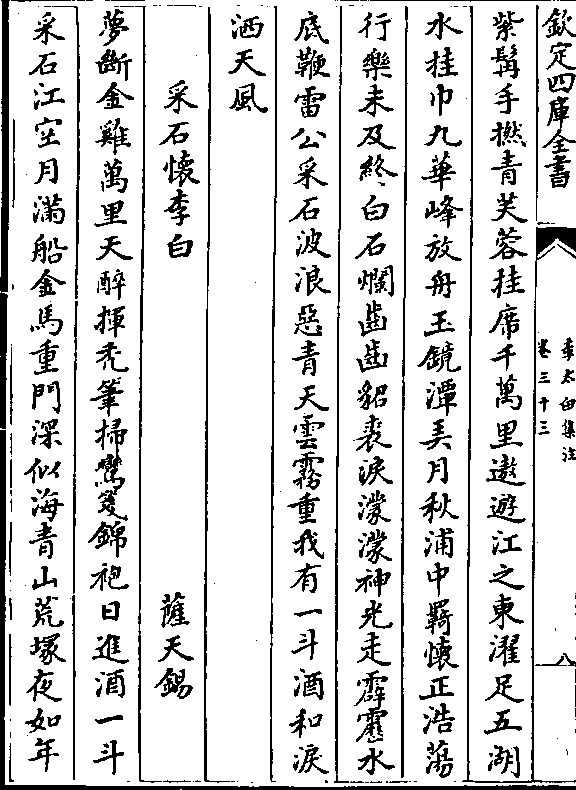 欽定四庫全書
李太白集注
卷三十三
八
紫髯手撚青芙蓉挂席千萬里遨遊江之東濯足五湖
水挂巾九華峰放舟玉鏡潭弄月秋浦中羇懷正浩蕩
行樂未及終白石爛齒齒貂裘淚濛濛神光走霹靂水
底鞭雷公采石波浪惡青天雲霧重我有一斗酒和淚
洒天風
采石懷李白 薩天錫
夢斷金雞萬里天醉揮禿筆掃鸞箋錦袍日進酒一斗
采石江空月滿船金馬重門深似海青山荒塚夜如年